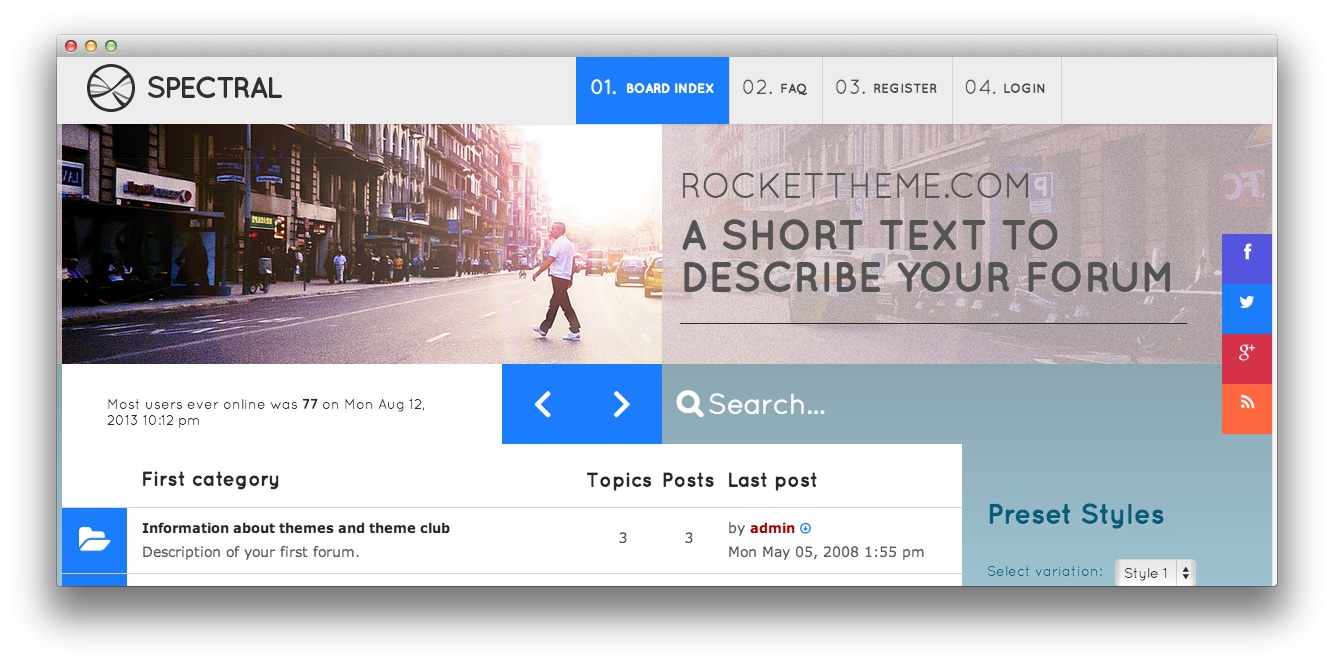 SPECTRAL
01. BOARD INDEX
02. FAQ
03. REGISTER
04. LOGIN
ROCKETTHEME.COM
A SHORT TEXT TO
DESCRIBE YOUR FORUM
Most users ever online was 77 on Mon Aug 12,
2013 10:12 pm
Search...
First category Topics Posts Last post
Information about themes and theme club
Description of your first forum.
3 3
by admin
Mon May 05, 2008 1:55 pm
Preset Styles
Select variation: Style 1